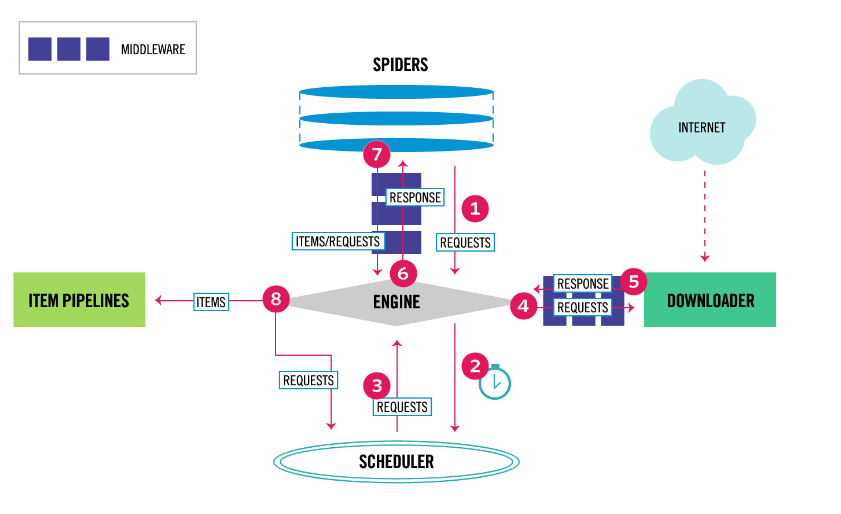 MIDDLEWARE
SPIDERS
INTERNET
7
RESPONSE
1
ITEMS/REQUESTS
REQUESTS
6
8
ITEM PIPELINES
ITEMS
ENGINE
4
RESPONSE
5
REQUESTS
DOWNLOADER
2
REQUESTS
3
REQUESTS
SCHEDULER